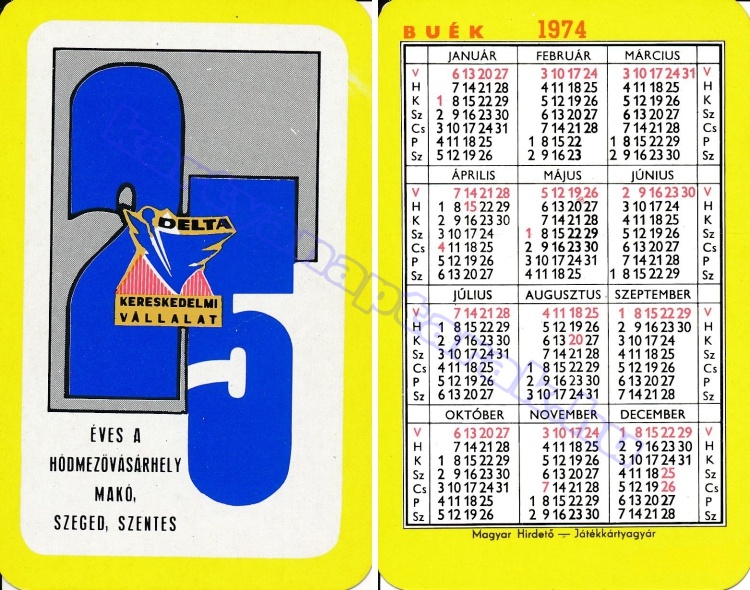 25
DELTA
KERESKEDELMI
VÁLLALAT
ÉVES A
HÓDMEZŐVÁSÁRHELY
MAKÓ,
SZEGED, SZENTES
BUÉK 1974
JANUÁR FEBRUÁR MÁRCIUS
V 6 13 20 27 3 10 17 24 3 10 17 24 31 V
H 7 14 21 28 4 11 18 25 4 11 18 25 H
K 1 8 15 22 29 5 12 19 26 5 12 19 26 K
Sz 2 9 16 23 30 6 13 20 27 6 13 20 27 Sz
Cs 3 10 17 24 31 7 14 21 28 7 14 21 28 Cs
P 4 11 18 25 1 8 15 22 1 8 15 22 29 P
Sz 5 12 19 26 2 9 16 23 2 9 16 23 30 Sz
ÁPRILIS MÁJUS JÚNIUS
V 7 14 21 28 5 12 19 26 2 9 16 23 30 V
H 1 8 15 22 29 6 13 20 27 3 10 17 24 H
K 2 9 16 23 30 7 14 21 28 4 11 18 25 K
Sz 3 10 17 24 1 8 15 22 29 5 12 19 26 Sz
Cs 4 11 18 25 2 9 16 23 30 6 13 20 27 Cs
P 5 12 19 26 3 10 17 24 31 7 14 21 28 P
Sz 6 13 20 27 4 11 18 25 1 8 15 22 29 Sz
JÚLIUS AUGUSZTUS SZEPTEMBER
V 7 14 21 28 4 11 18 25 1 8 15 22 29 V
H 1 8 15 22 29 5 12 19 26 2 9 16 23 30 H
K 2 9 16 23 30 6 13 20 27 3 10 17 24 K
Sz 3 10 17 24 31 7 14 21 28 4 11 18 25 Sz
Cs 4 11 18 25 1 8 15 22 29 5 12 19 26 Cs
P 5 12 19 26 2 9 16 23 30 6 13 20 27 P
Sz 6 13 20 27 3 10 17 24 31 7 14 21 28 Sz
OKTÓBER NOVEMBER DECEMBER
V 6 13 20 27 3 10 17 24 1 8 15 22 29 V
H 7 14 21 28 4 11 18 25 2 9 16 23 30 H
K 1 8 15 22 29 5 12 19 26 3 10 17 24 31 K
Sz 2 9 16 23 30 6 13 20 27 4 11 18 25 Sz
Cs 3 10 17 24 31 7 14 21 28 5 12 19 26 Cs
P 4 11 18 25 1 8 15 22 29 6 13 20 27 P
Sz 5 12 19 26 2 9 16 23 30 7 14 21 28 Sz
Magyar Hirdető — Játékkártyagyár
kartyanaptarak.hu